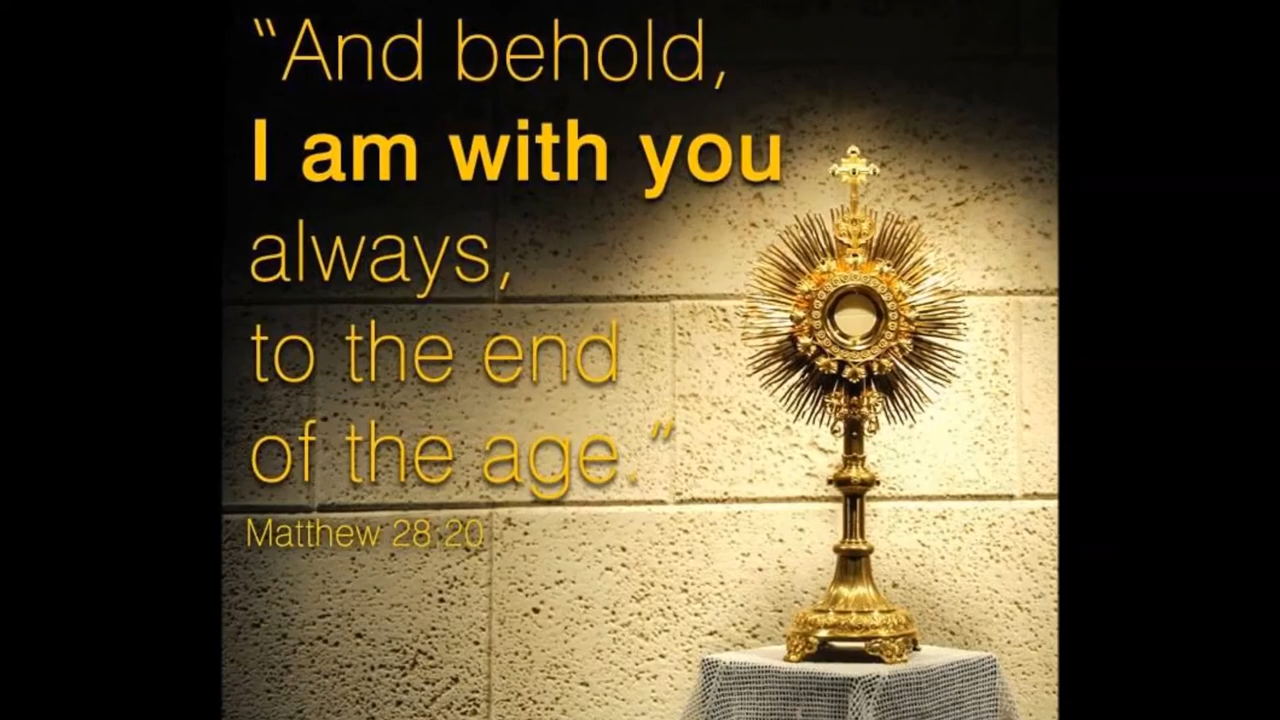 “And behold,
I am with you
always,
to the end
of the age.”
Matthew 28:20